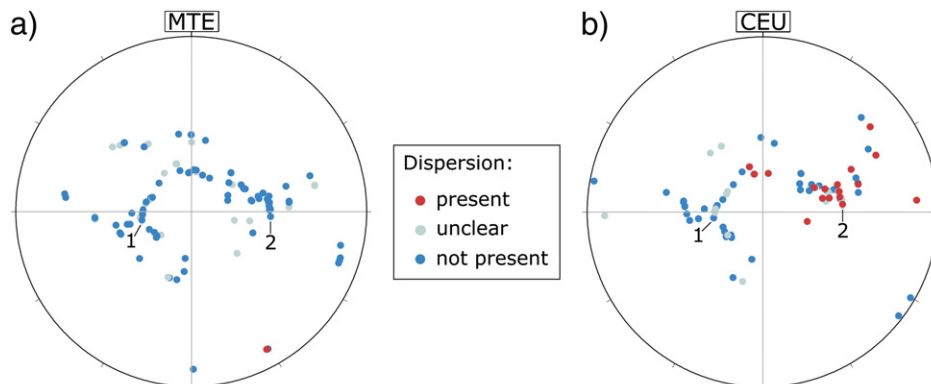 a)
MTE
1
2
Dispersion:
present
unclear
not present
b)
CEU
1
2